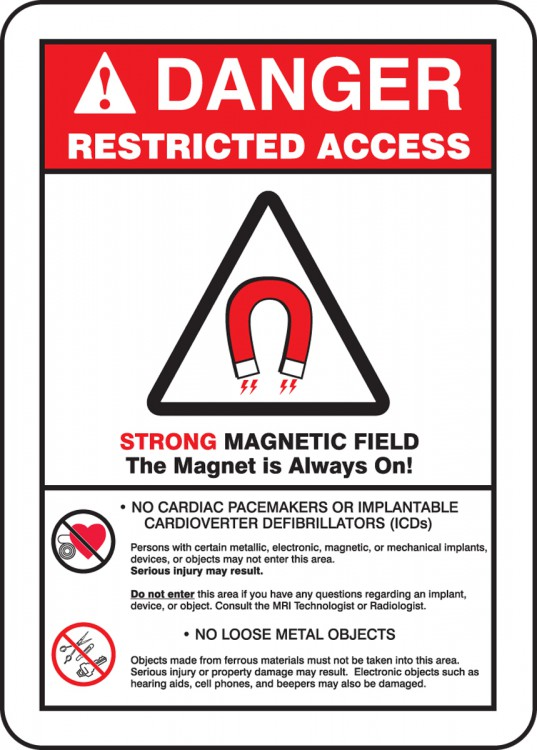 DANGER
RESTRICTED ACCESS
STRONG MAGNETIC FIELD
The Magnet is Always On!
• NO CARDIAC PACEMAKERS OR IMPLANTABLE
CARDIOVERTER DEFIBRILLATORS (ICDs)
Persons with certain metallic, electronic, magnetic, or mechanical implants,
devices, or objects may not enter this area.
Serious injury may result.
Do not enter this area if you have any questions regarding an implant,
device, or object. Consult the MRI Technologist or Radiologist.
• NO LOOSE METAL OBJECTS
Objects made from ferrous materials must not be taken into this area.
Serious injury or property damage may result. Electronic objects such as
hearing aids, cell phones, and beepers may also be damaged.